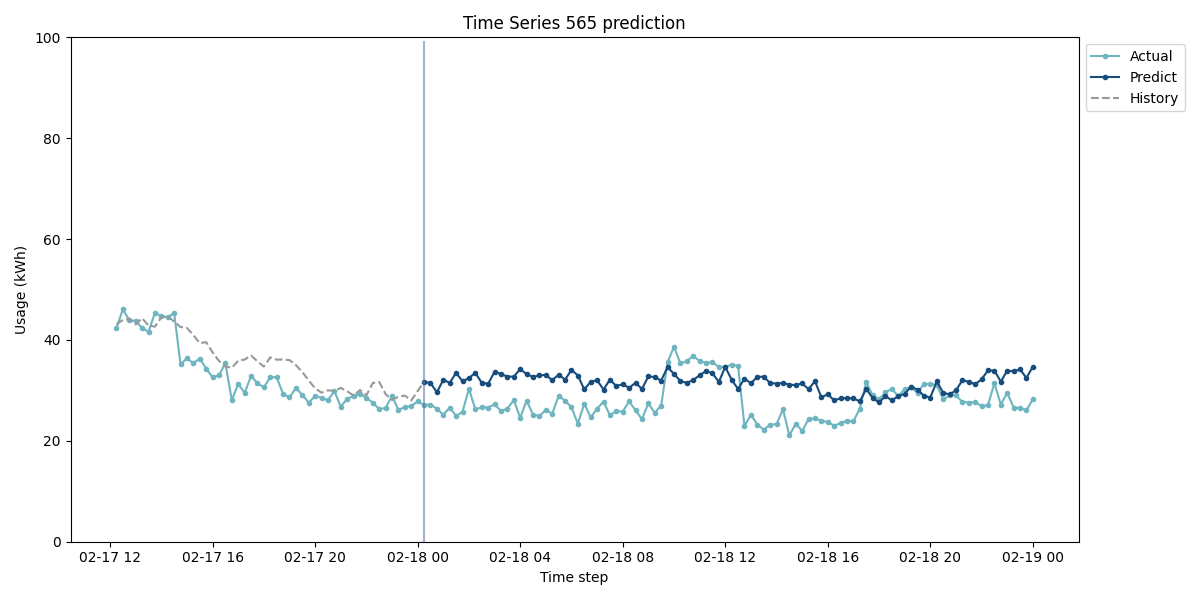 Time Series 565 prediction
100
80
60
40
20
0
Usage (kWh)
02-17 12
02-17 16
02-17 20
02-18 00
02-18 04
02-18 08
02-18 12
02-18 16
02-18 20
02-19 00
Time step
Actual
Predict
History